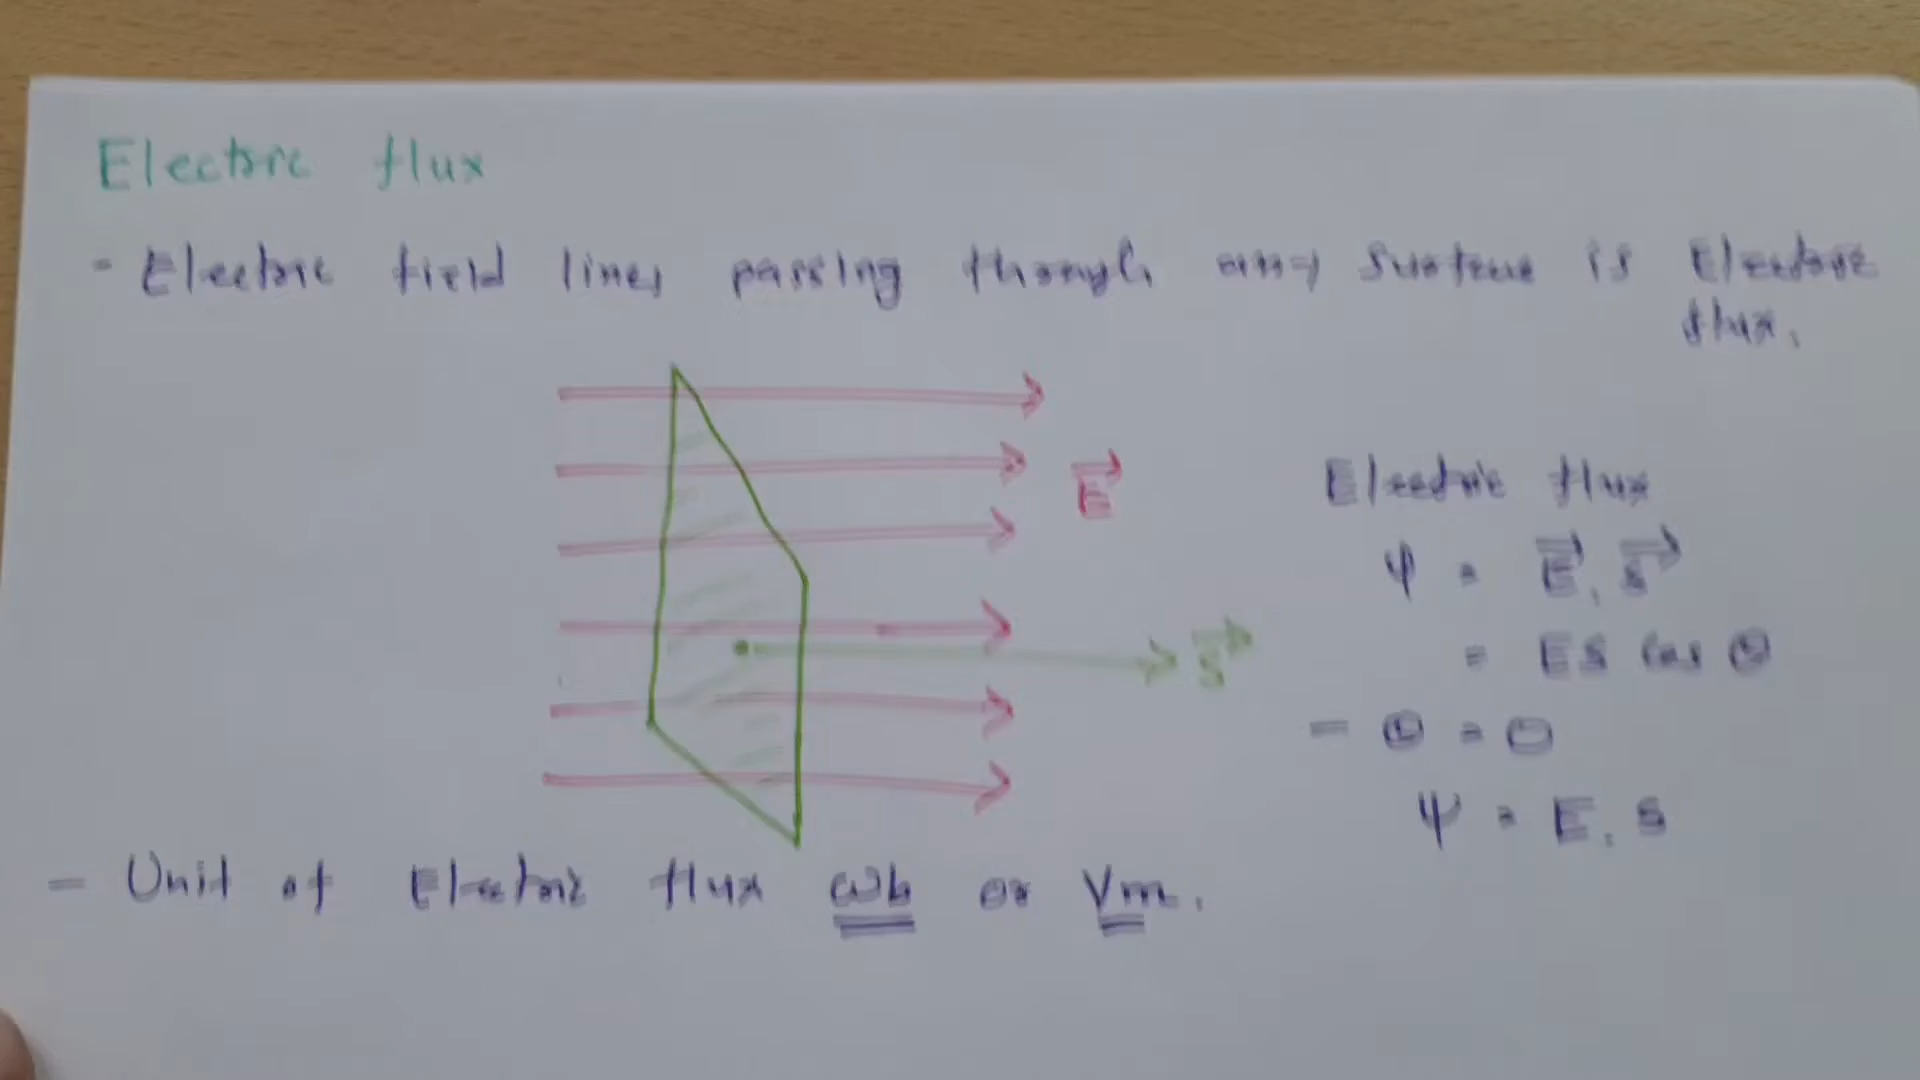 Electric flux
- Electric field lines passing through any surface is Electric
flux.
E
S
Electric flux
ψ = E . S
= ES cos θ
- θ = 0
ψ = E . S
- Unit of Electric flux wb or Vm.